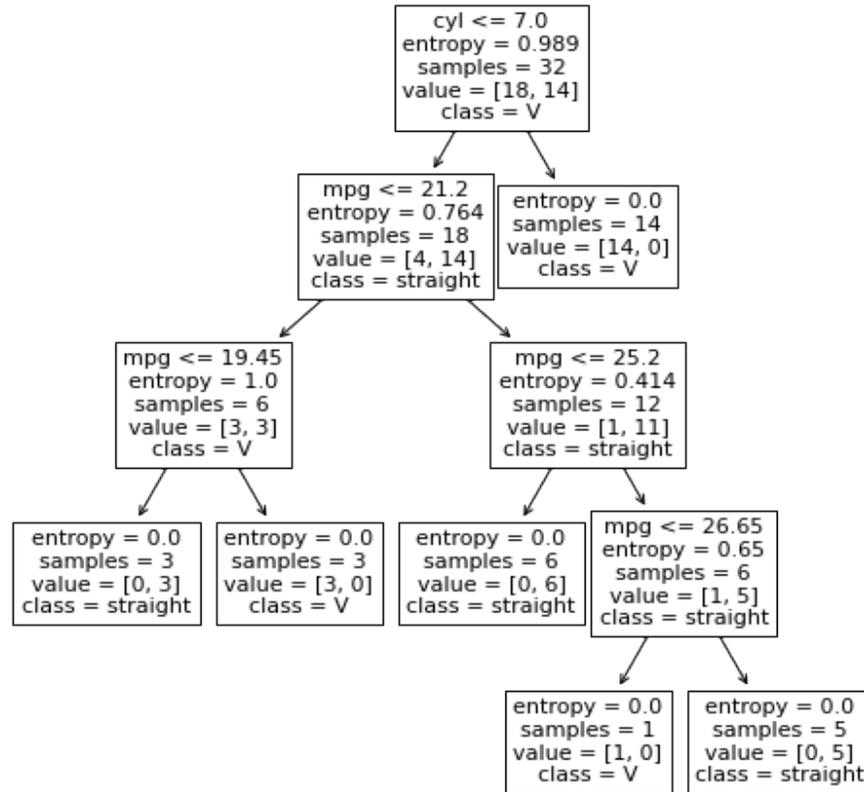 cyl <= 7.0
entropy = 0.989
samples = 32
value = [18, 14]
class = V
mpg <= 21.2
entropy = 0.764
samples = 18
value = [4, 14]
class = straight
entropy = 0.0
samples = 14
value = [14, 0]
class = V
mpg <= 19.45
entropy = 1.0
samples = 6
value = [3, 3]
class = V
mpg <= 25.2
entropy = 0.414
samples = 12
value = [1, 11]
class = straight
entropy = 0.0
samples = 3
value = [0, 3]
class = straight
entropy = 0.0
samples = 3
value = [3, 0]
class = V
entropy = 0.0
samples = 6
value = [0, 6]
class = straight
mpg <= 26.65
entropy = 0.65
samples = 6
value = [1, 5]
class = straight
entropy = 0.0
samples = 1
value = [1, 0]
class = V
entropy = 0.0
samples = 5
value = [0, 5]
class = straight